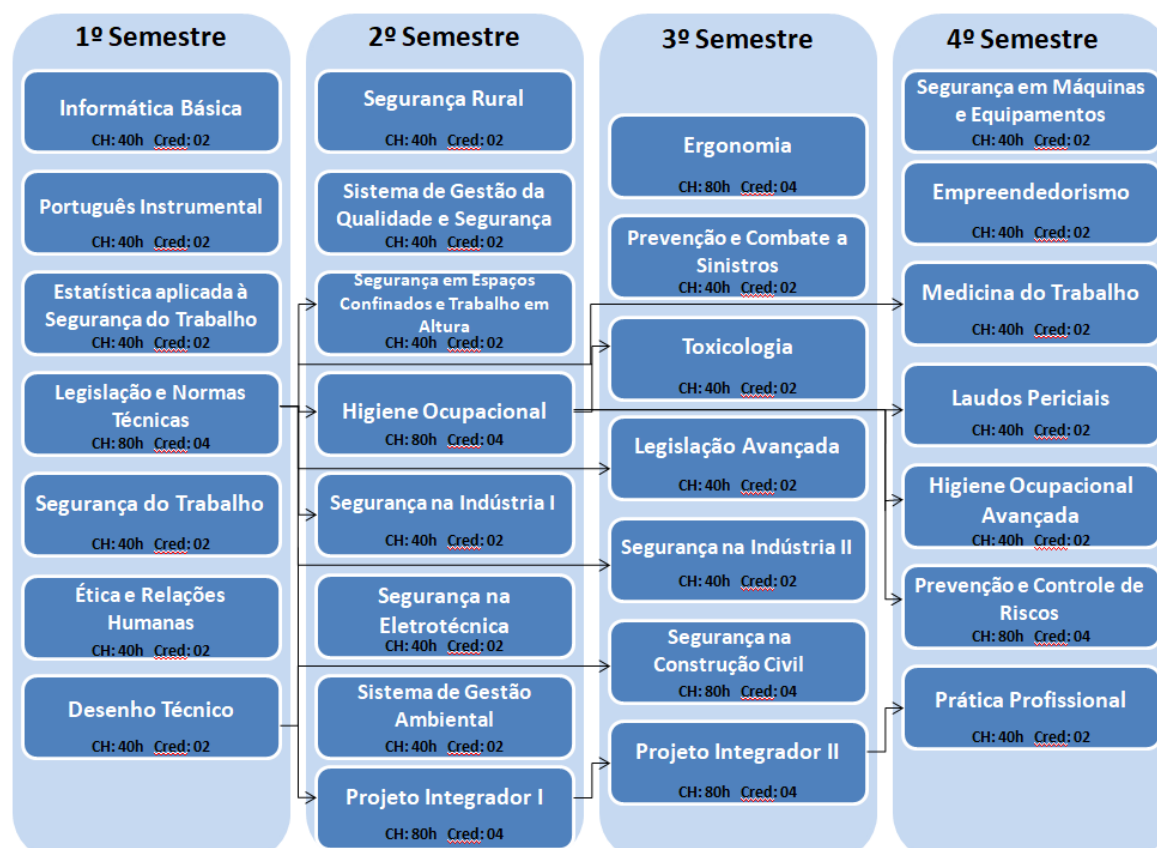 1º Semestre
Informática Básica
CH: 40h Cred: 02
Português Instrumental
CH: 40h Cred: 02
Estatística aplicada à
Segurança do Trabalho
CH: 40h Cred: 02
Legislação e Normas
Técnicas
CH: 80h Cred: 04
Segurança do Trabalho
CH: 40h Cred: 02
Ética e Relações
Humanas
CH: 40h Cred: 02
Desenho Técnico
CH: 40h Cred: 02
2º Semestre
Segurança Rural
CH: 40h Cred: 02
Sistema de Gestão da
Qualidade e Segurança
CH: 40h Cred: 02
Segurança em Espaços
Confinados e Trabalho em
Altura
CH: 40h Cred: 02
Higiene Ocupacional
CH: 80h Cred: 04
Segurança na Indústria I
CH: 40h Cred: 02
Segurança na
Eletrotécnica
CH: 40h Cred: 02
Sistema de Gestão
Ambiental
CH: 40h Cred: 02
Projeto Integrador I
CH: 80h Cred: 04
3º Semestre
Ergonomia
CH: 80h Cred: 04
Prevenção e Combate a
Sinistros
CH: 40h Cred: 02
Toxicologia
CH: 40h Cred: 02
Legislação Avançada
CH: 40h Cred: 02
Segurança na Indústria II
CH: 40h Cred: 02
Segurança na
Construção Civil
CH: 80h Cred: 04
Projeto Integrador II
CH: 80h Cred: 04
4º Semestre
Segurança em Máquinas
e Equipamentos
CH: 40h Cred: 02
Empreendedorismo
CH: 40h Cred: 02
Medicina do Trabalho
CH: 40h Cred: 02
Laudos Periciais
CH: 40h Cred: 02
Higiene Ocupacional
Avançada
CH: 40h Cred: 02
Prevenção e Controle de
Riscos
CH: 80h Cred: 04
Prática Profissional
CH: 40h Cred: 02